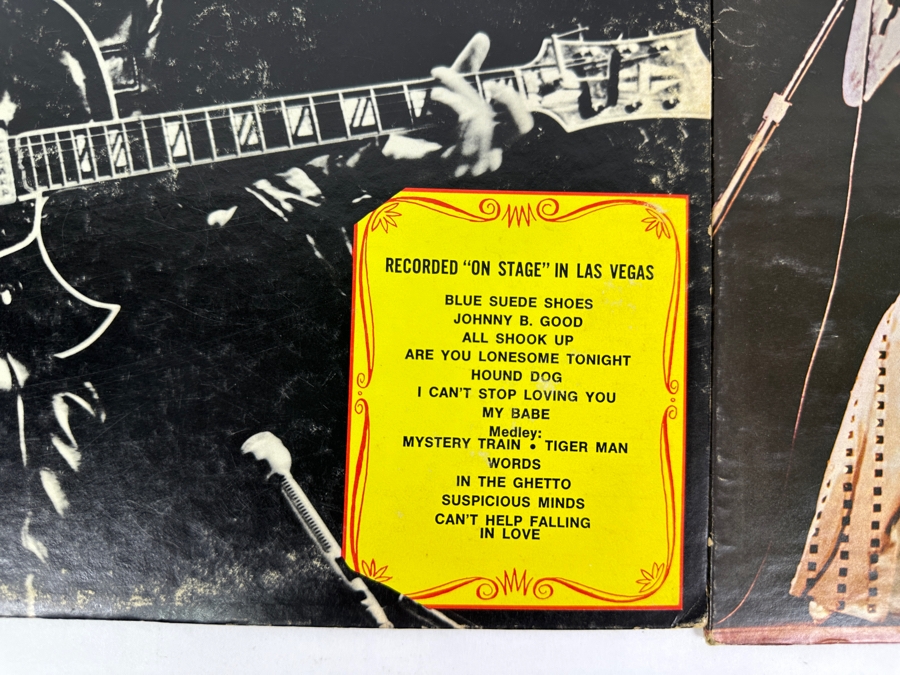 RECORDED "ON STAGE" IN LAS VEGAS
BLUE SUEDE SHOES
JOHNNY B. GOOD
ALL SHOOK UP
ARE YOU LONESOME TONIGHT
HOUND DOG
I CAN'T STOP LOVING YOU
MY BABE
Medley:
MYSTERY TRAIN • TIGER MAN
WORDS
IN THE GHETTO
SUSPICIOUS MINDS
CAN'T HELP FALLING
IN LOVE